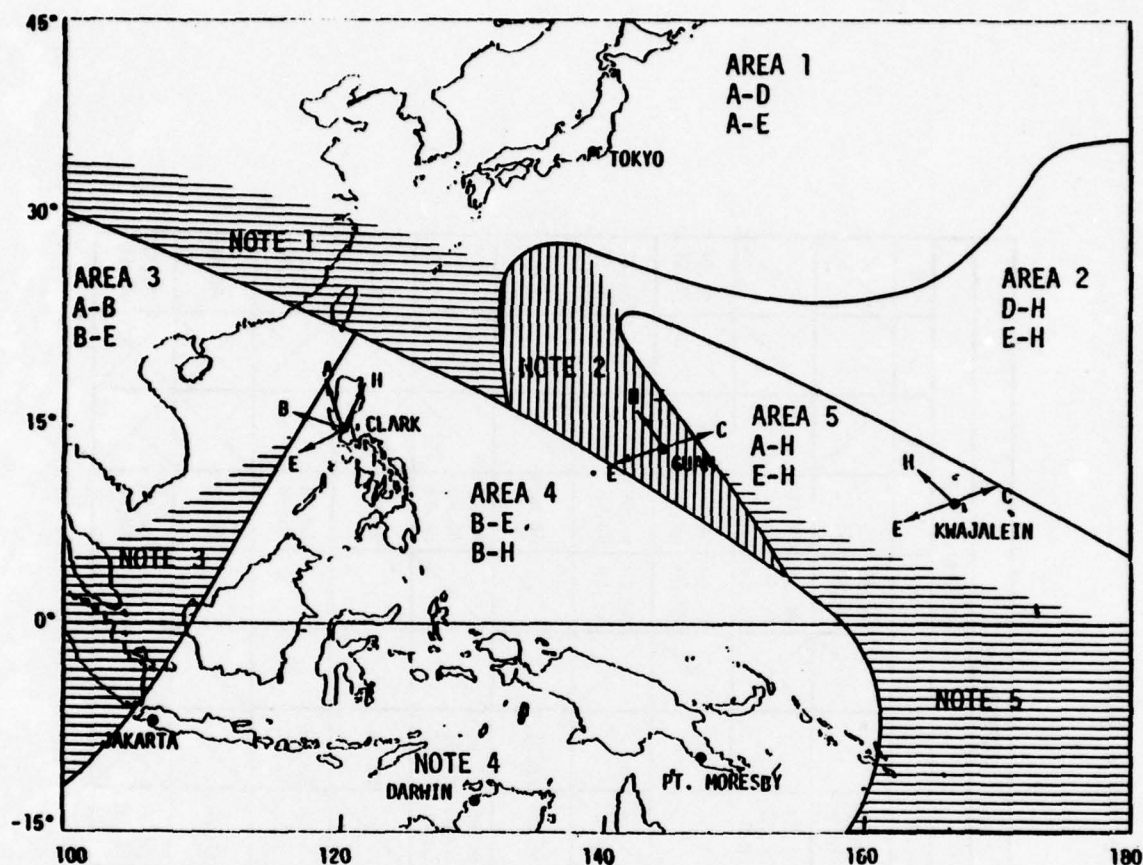 45°
AREA 1
A-D
A-E
TOKYO
30°
NOTE 1
AREA 3
A-B
B-E
AREA 2
D-H
E-H
NOTE 2
A
H
B
CLARK
E
15°
H
C
GUAM
E
AREA 5
A-H
E-H
H
C
E
KWAJALEIN
AREA 4
B-E
B-H
NOTE 3
0°
NOTE 5
JAKARTA
NOTE 4
DARWIN
PT. MORESBY
-15°
100
120
140
160
180